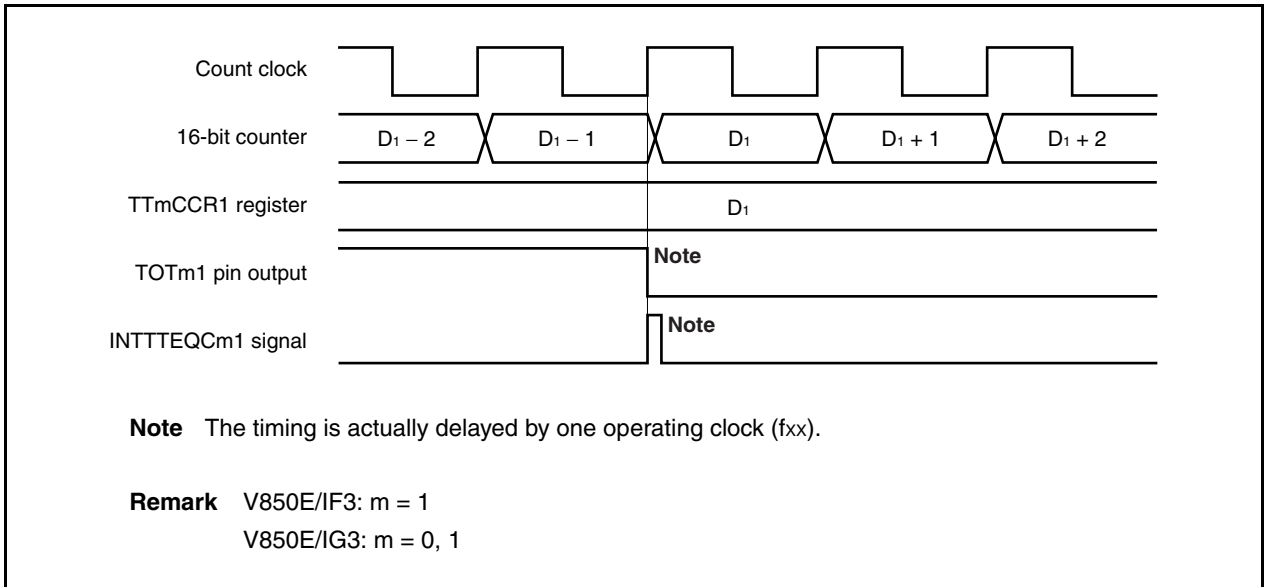 Count clock
16-bit counter
D₁ − 2
D₁ − 1
D₁
D₁ + 1
D₁ + 2
TTmCCR1 register
D₁
TOTm1 pin output
Note
INTTTEQCm1 signal
Note
Note The timing is actually delayed by one operating clock (fxx).
Remark V850E/IF3: m = 1
V850E/IG3: m = 0, 1